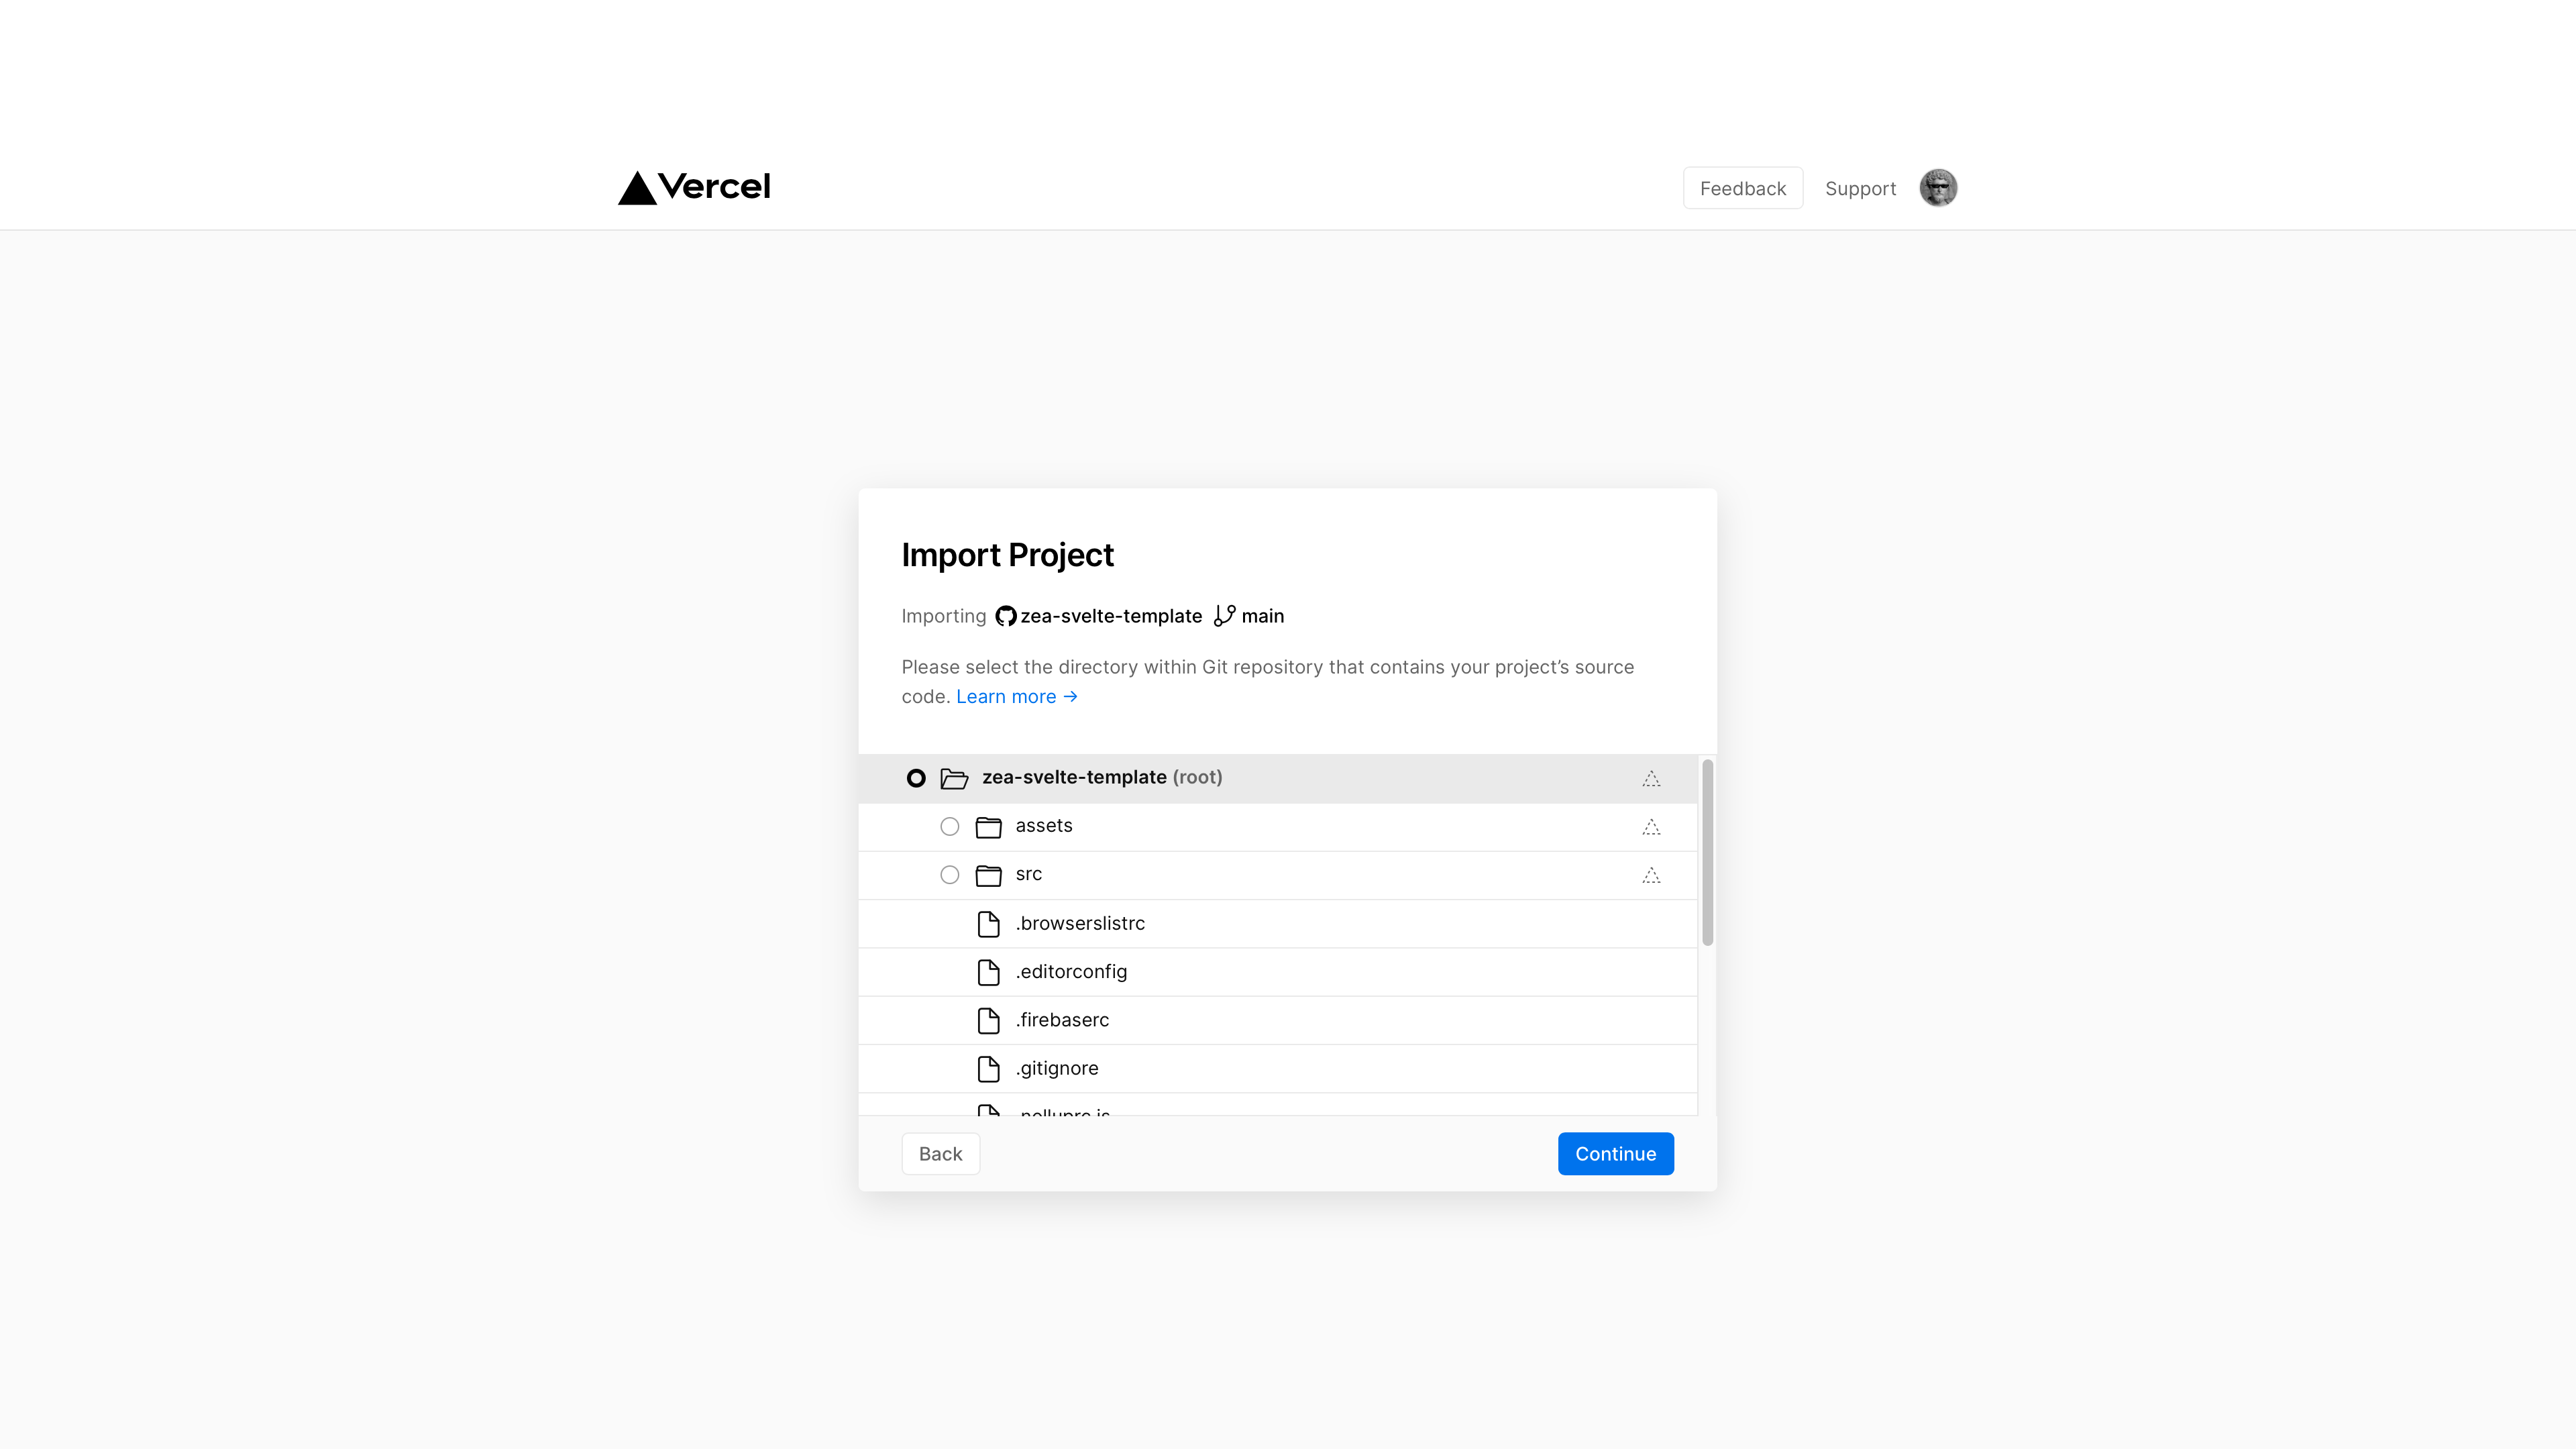 Vercel
Feedback
Support
Import Project
Importing zea-svelte-template main
Please select the directory within Git repository that contains your project’s source
code. Learn more →
zea-svelte-template (root)
assets
src
.browserslistrc
.editorconfig
.firebaserc
.gitignore
Back
Continue